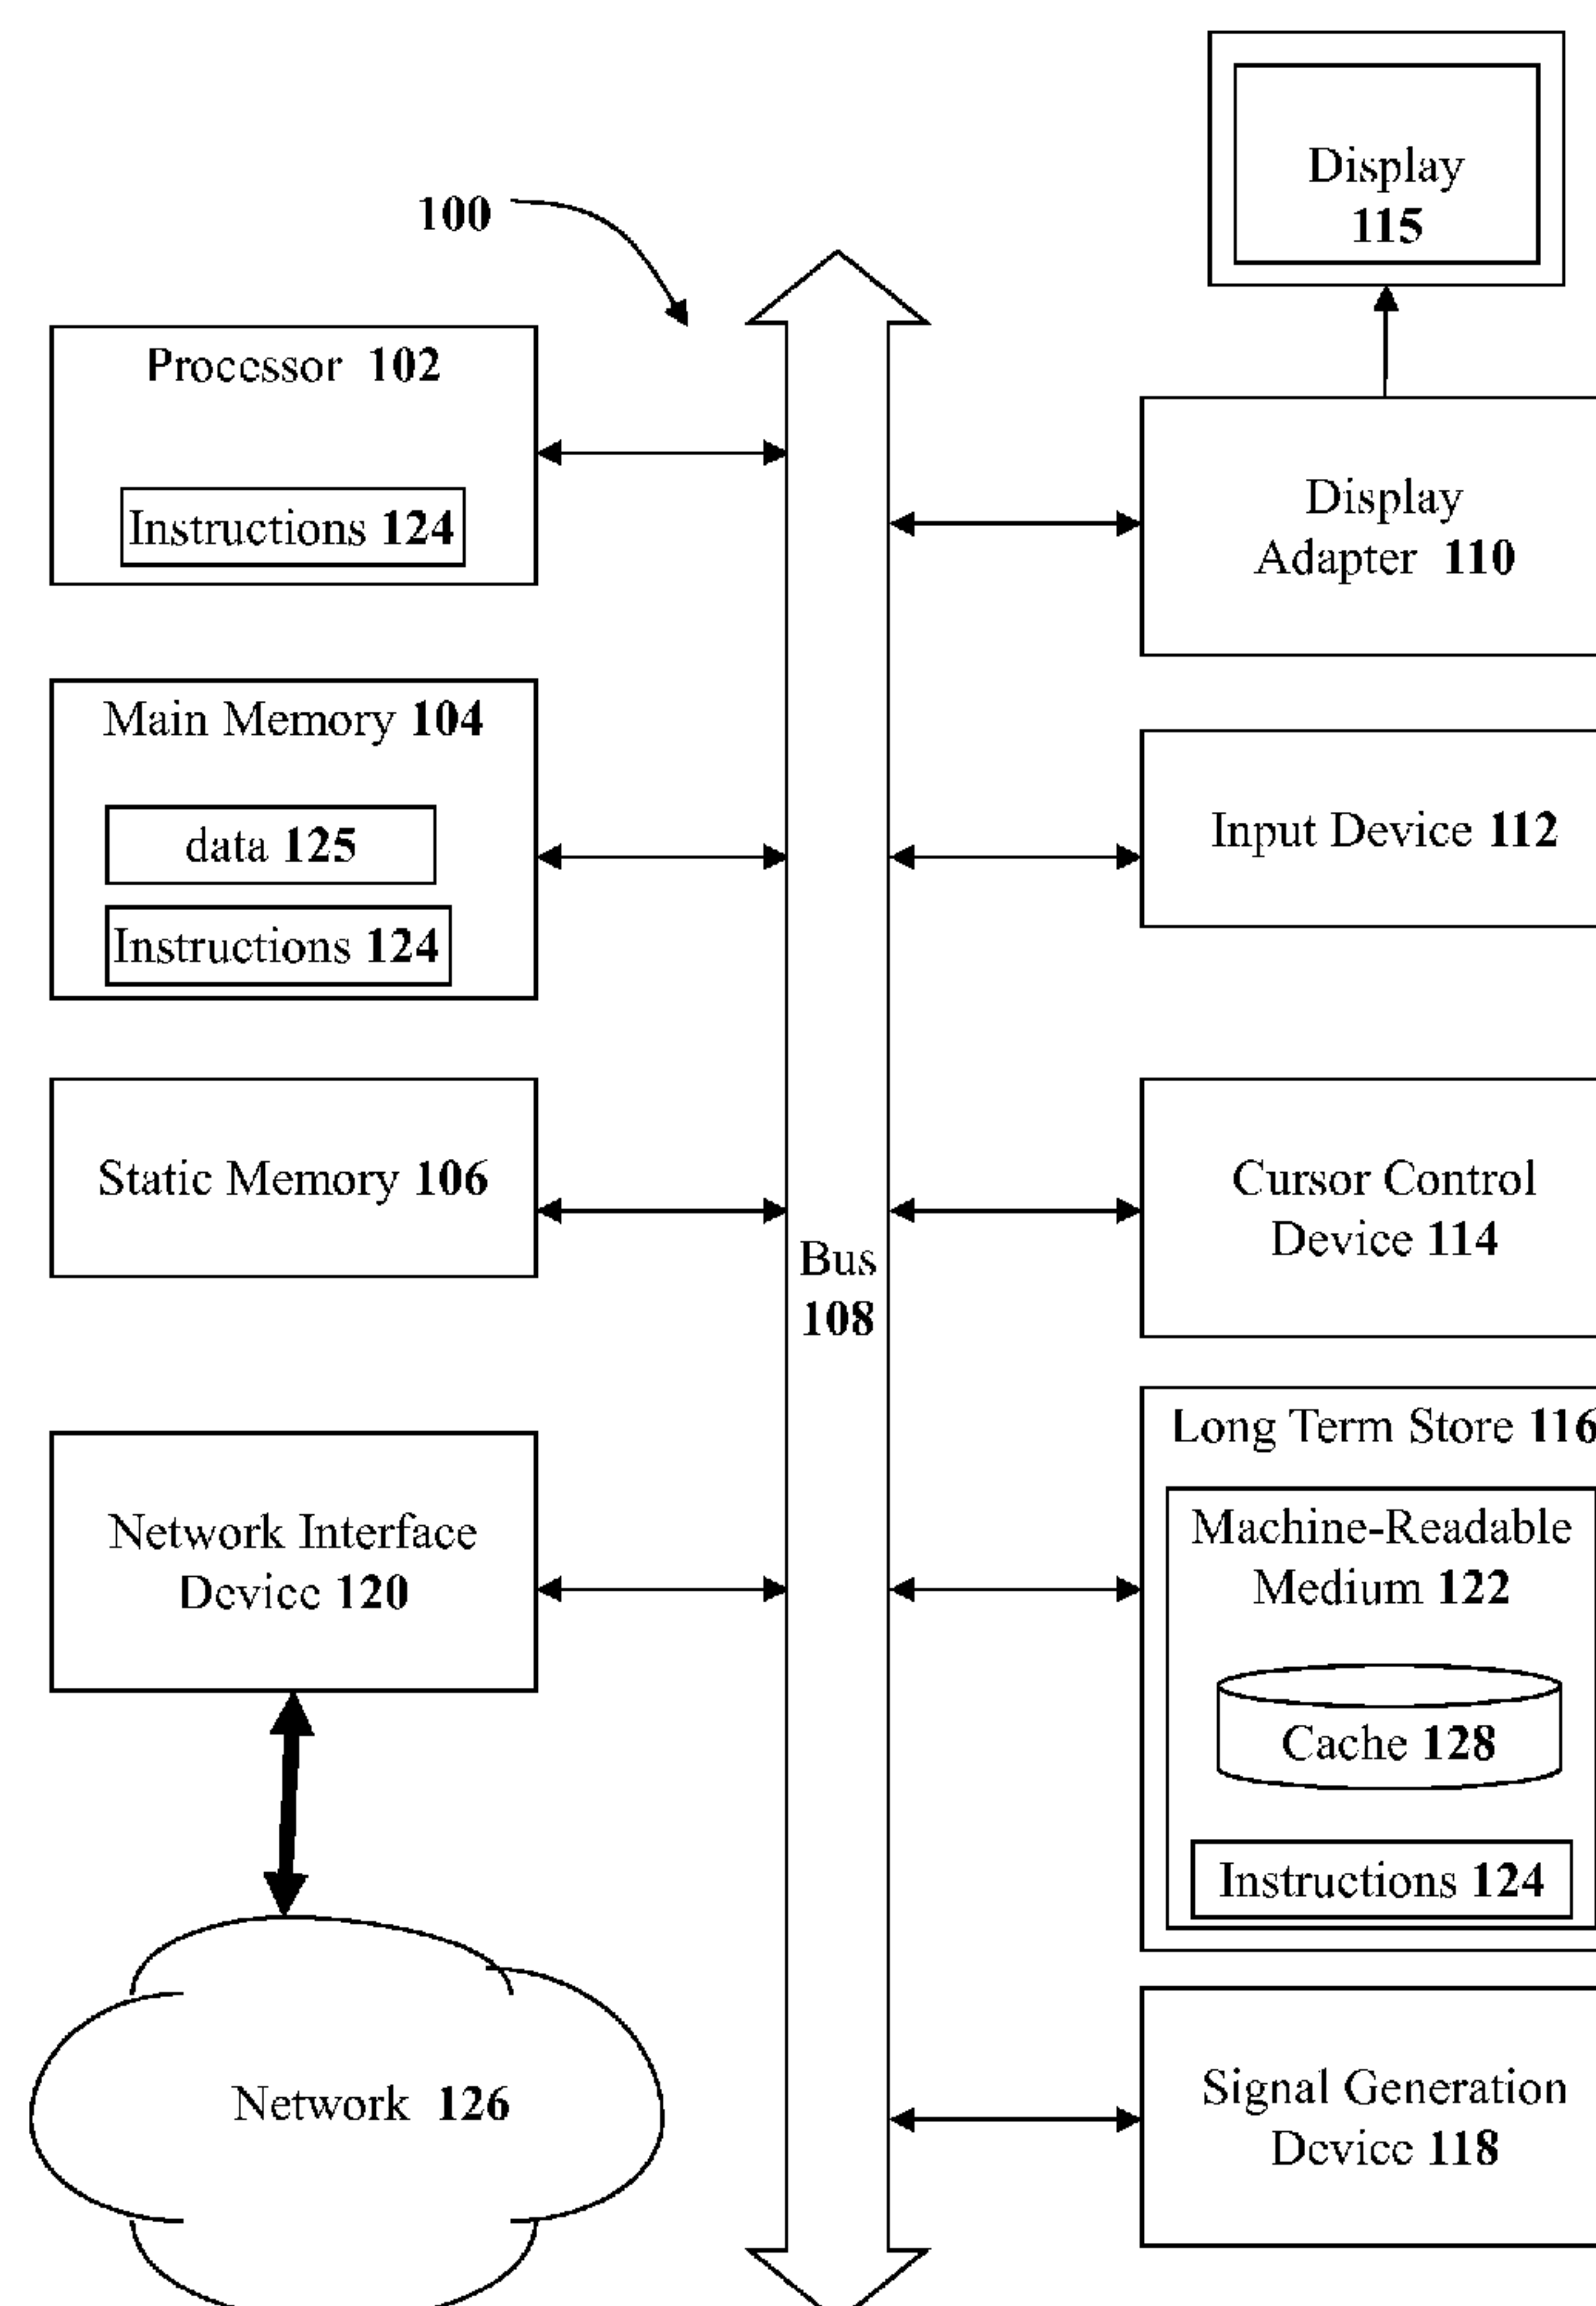 100
Display
115
Processor 102
Instructions 124
Display
Adapter 110
Main Memory 104
data 125
Instructions 124
Input Device 112
Static Memory 106
Cursor Control
Device 114
Bus
108
Network Interface
Device 120
Long Term Store 116
Machine-Readable
Medium 122
Cache 128
Instructions 124
Network 126
Signal Generation
Device 118